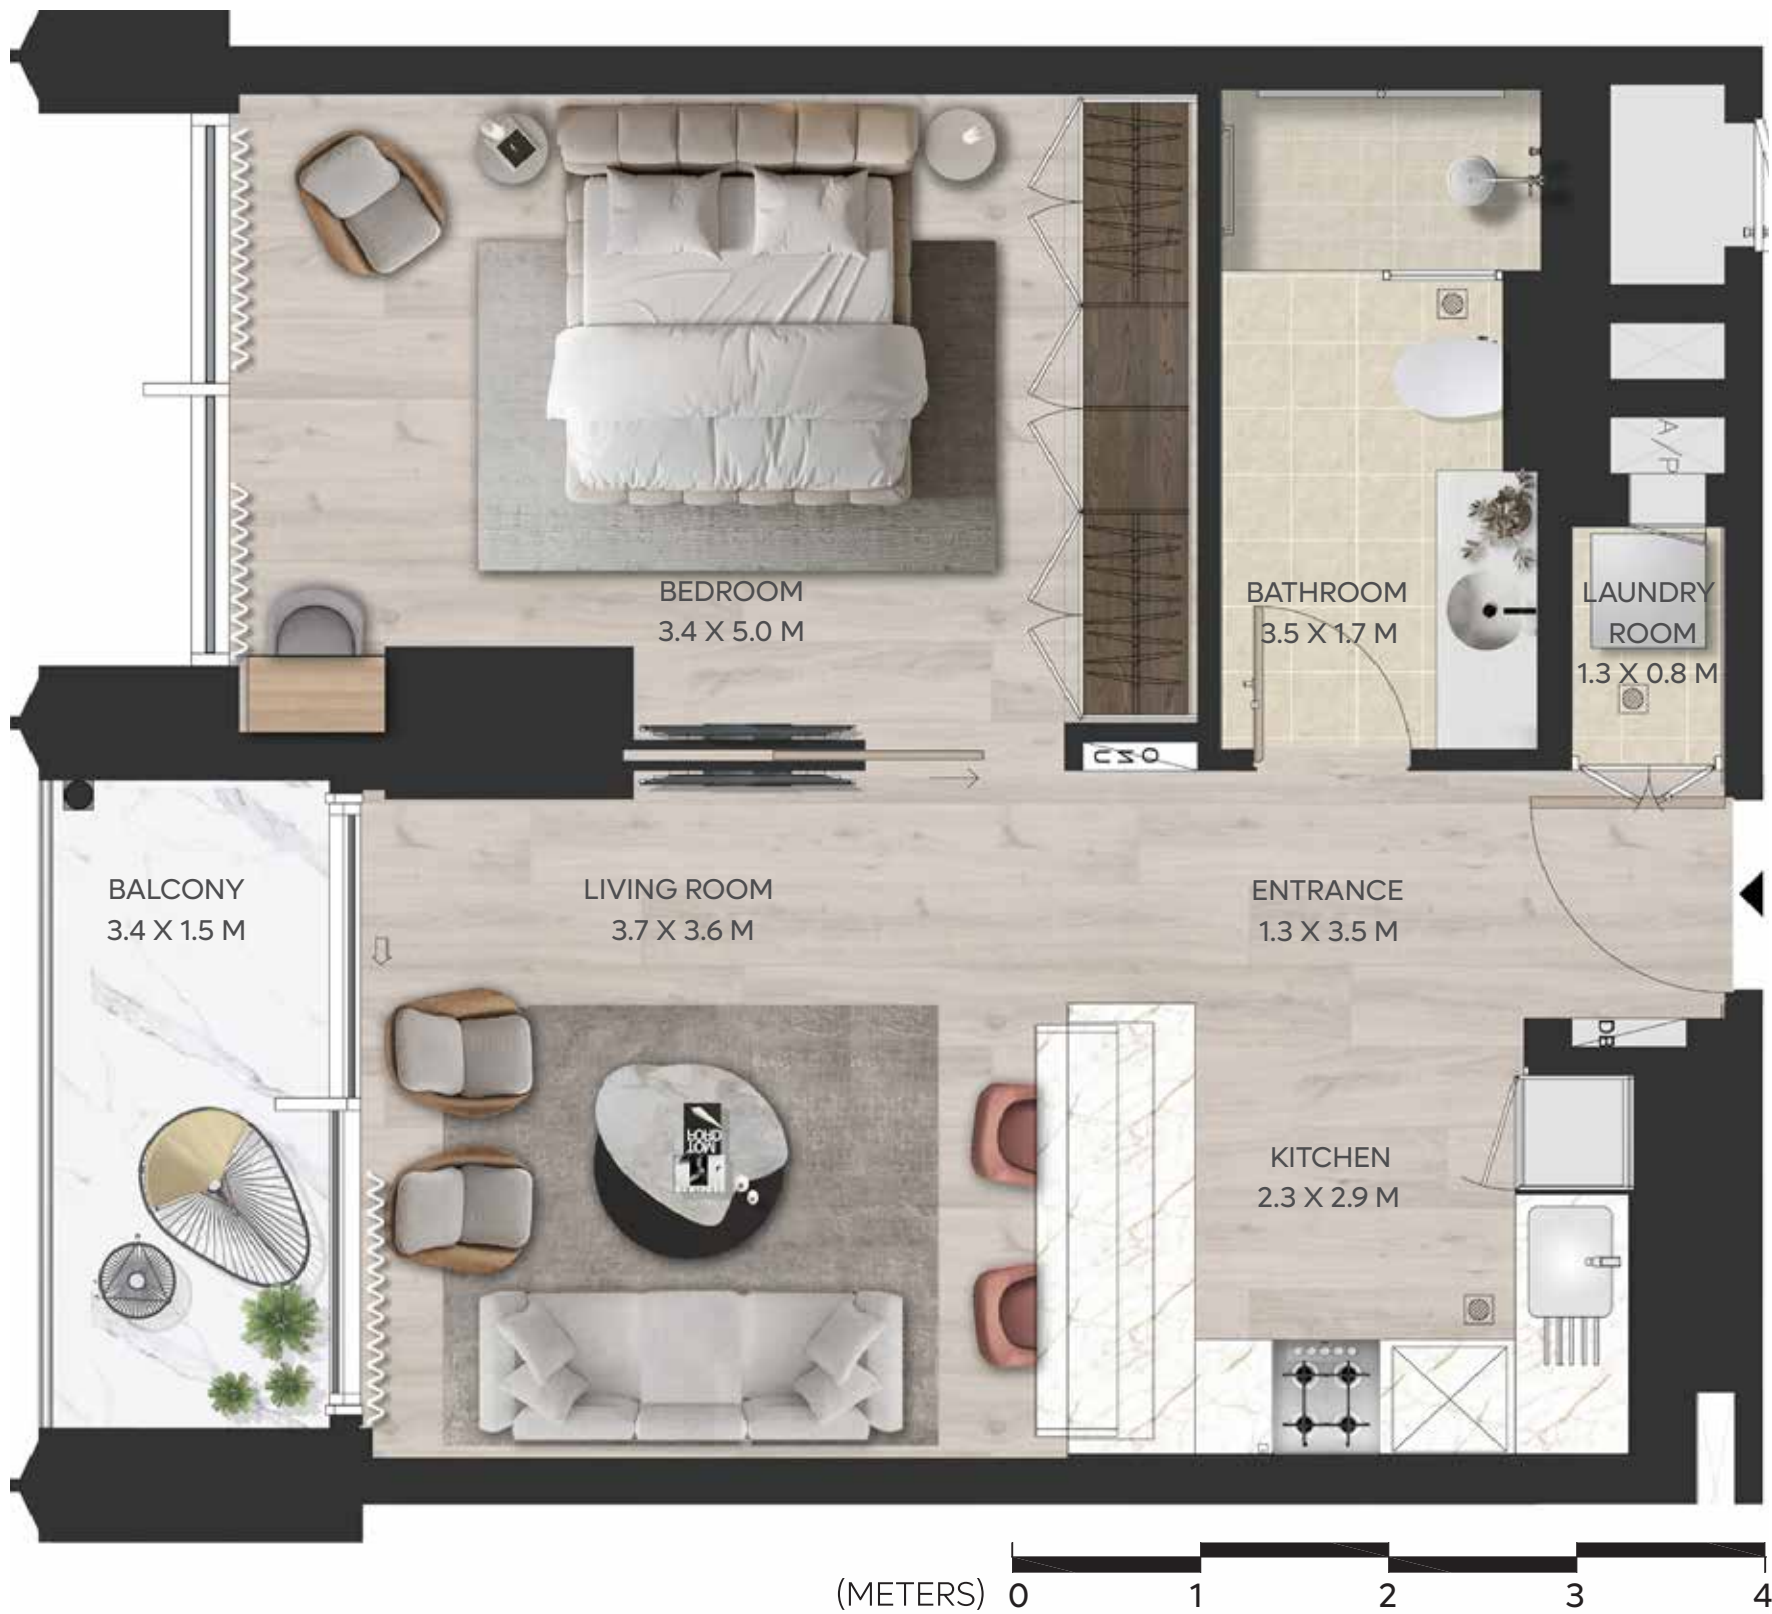 A/P
BEDROOM
3.4 X 5.0 M
BATHROOM
3.5 X 1.7 M
LAUNDRY
ROOM
1.3 X 0.8 M
BALCONY
3.4 X 1.5 M
LIVING ROOM
3.7 X 3.6 M
ENTRANCE
1.3 X 3.5 M
DB
KITCHEN
2.3 X 2.9 M
(METERS) 0 1 2 3 4